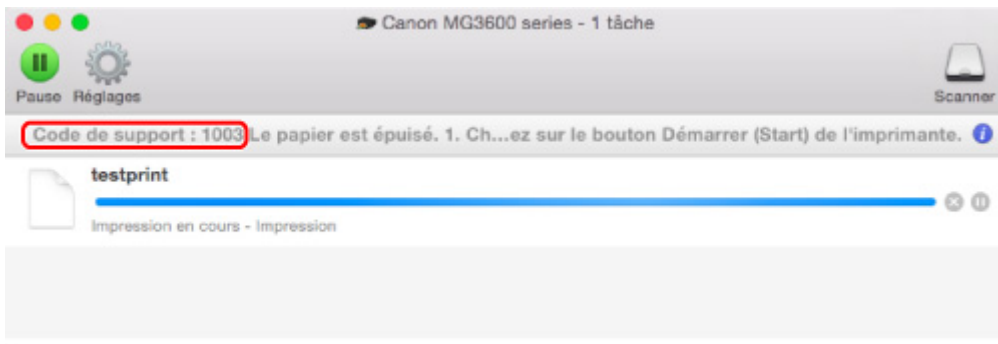 Canon MG3600 series - 1 tâche
Pause Réglages Scanner
Code de support : 1003 Le papier est épuisé. 1. Ch...ez sur le bouton Démarrer (Start) de l'imprimante.
testprint
Impression en cours - Impression